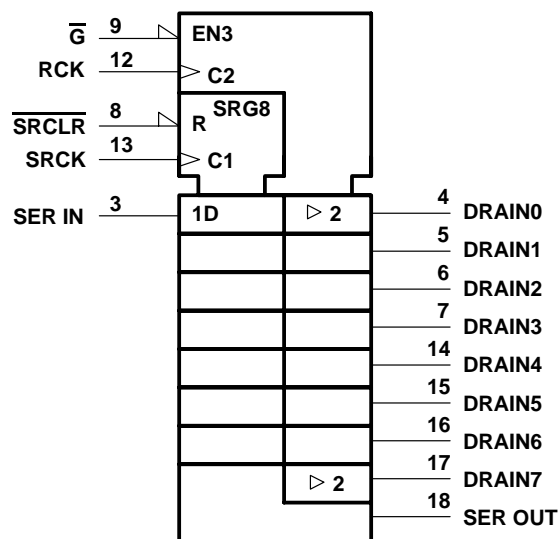 G̅ 9 EN3
RCK 12 C2
SRG8
S̅R̅C̅L̅R̅ 8 R
SRCK 13 C1
SER IN 3 1D 2 4 DRAIN0
5 DRAIN1
6 DRAIN2
7 DRAIN3
14 DRAIN4
15 DRAIN5
16 DRAIN6
2 17 DRAIN7
18 SER OUT